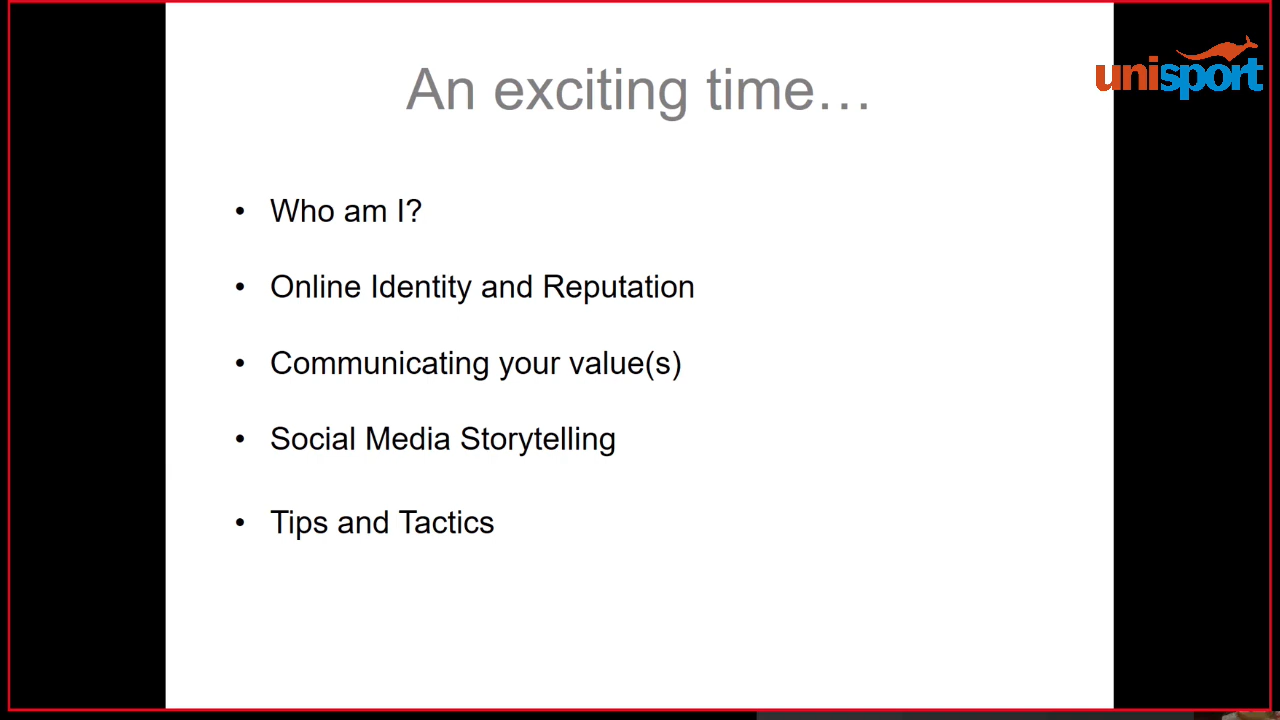 An exciting time…
unisport
• Who am I?
• Online Identity and Reputation
• Communicating your value(s)
• Social Media Storytelling
• Tips and Tactics